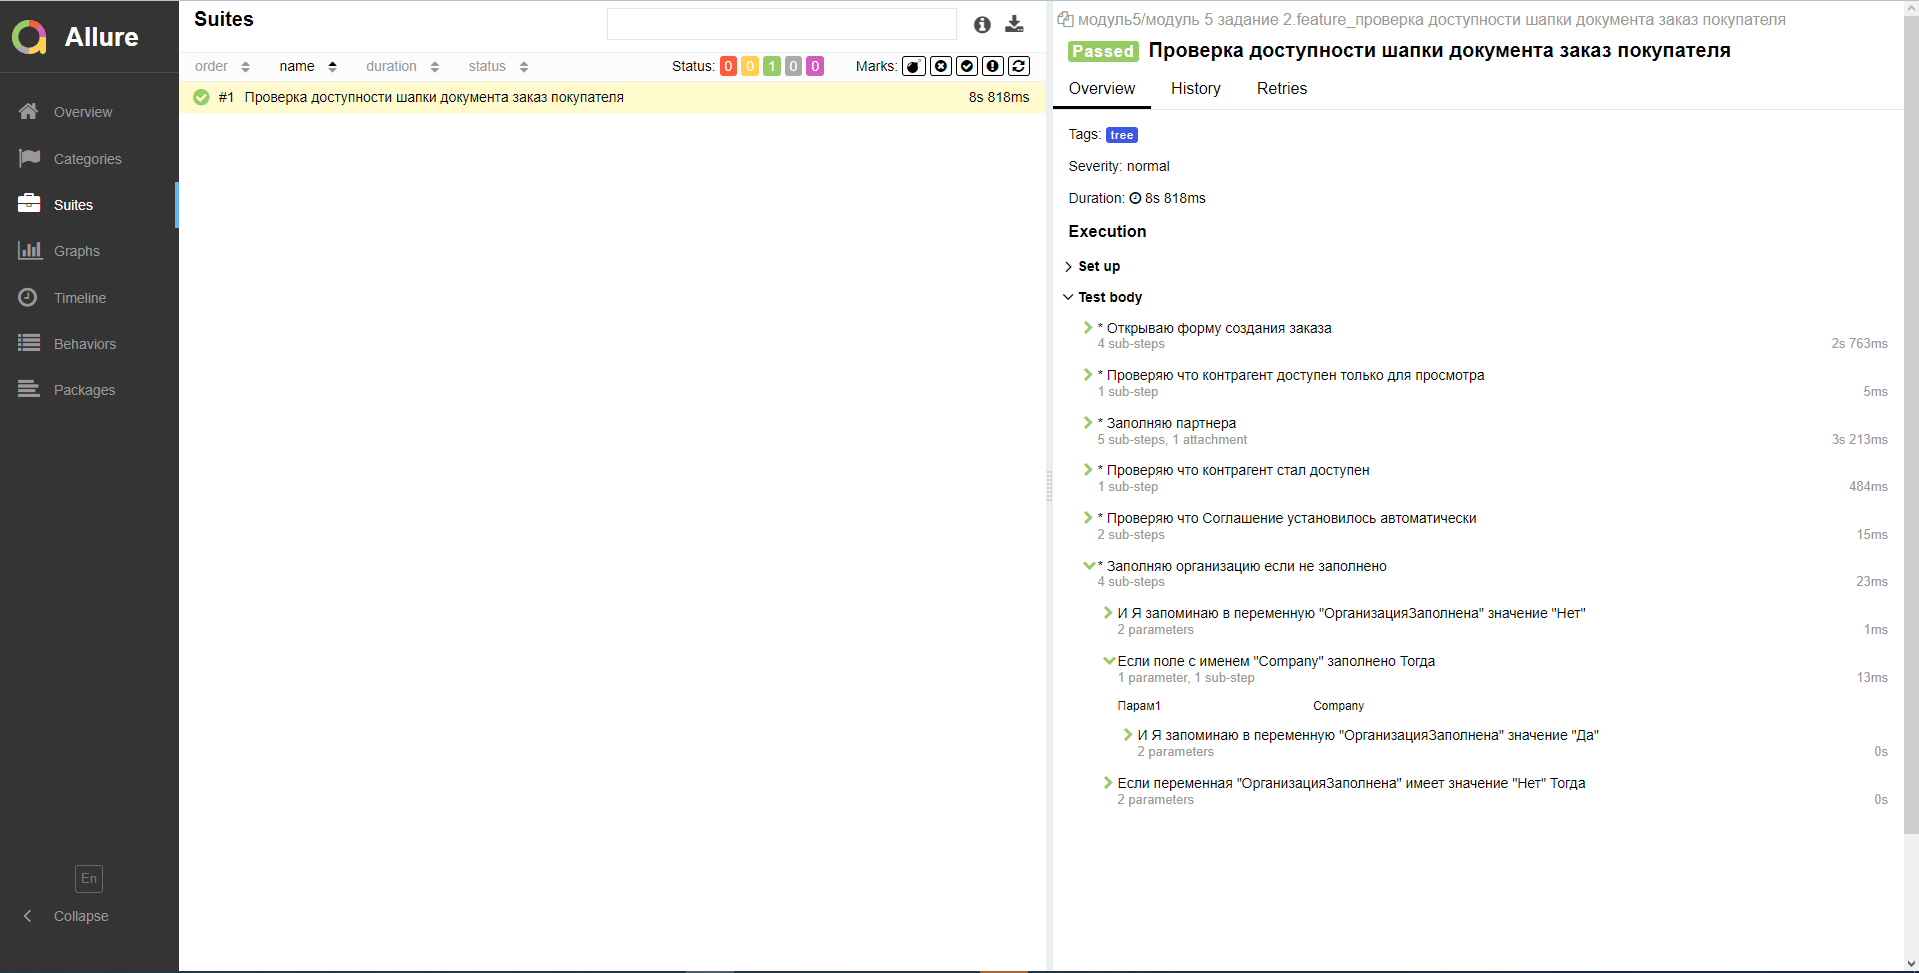 Allure
Overview
Categories
Suites
Graphs
Timeline
Behaviors
Packages
En
Collapse
Suites
order name duration status Status: 0 0 1 0 0 Marks:
#1 Проверка доступности шапки документа заказ покупателя 8s 818ms
модуль5/модуль 5 задание 2.feature_проверка доступности шапки документа заказ покупателя
Passed Проверка доступности шапки документа заказ покупателя
Overview History Retries
Tags: tree
Severity: normal
Duration: 8s 818ms
Execution
Set up
Test body
* Открываю форму создания заказа
4 sub-steps 2s 763ms
* Проверяю что контрагент доступен только для просмотра
1 sub-step 5ms
* Заполняю партнера
5 sub-steps, 1 attachment 3s 213ms
* Проверяю что контрагент стал доступен
1 sub-step 484ms
* Проверяю что Соглашение установилось автоматически
2 sub-steps 15ms
* Заполняю организацию если не заполнено
4 sub-steps 23ms
И Я запоминаю в переменную "ОрганизацияЗаполнена" значение "Нет"
2 parameters 1ms
Если поле с именем "Company" заполнено Тогда
1 parameter, 1 sub-step 13ms
Парам1 Company
И Я запоминаю в переменную "ОрганизацияЗаполнена" значение "Да"
2 parameters 0s
Если переменная "ОрганизацияЗаполнена" имеет значение "Нет" Тогда
2 parameters 0s